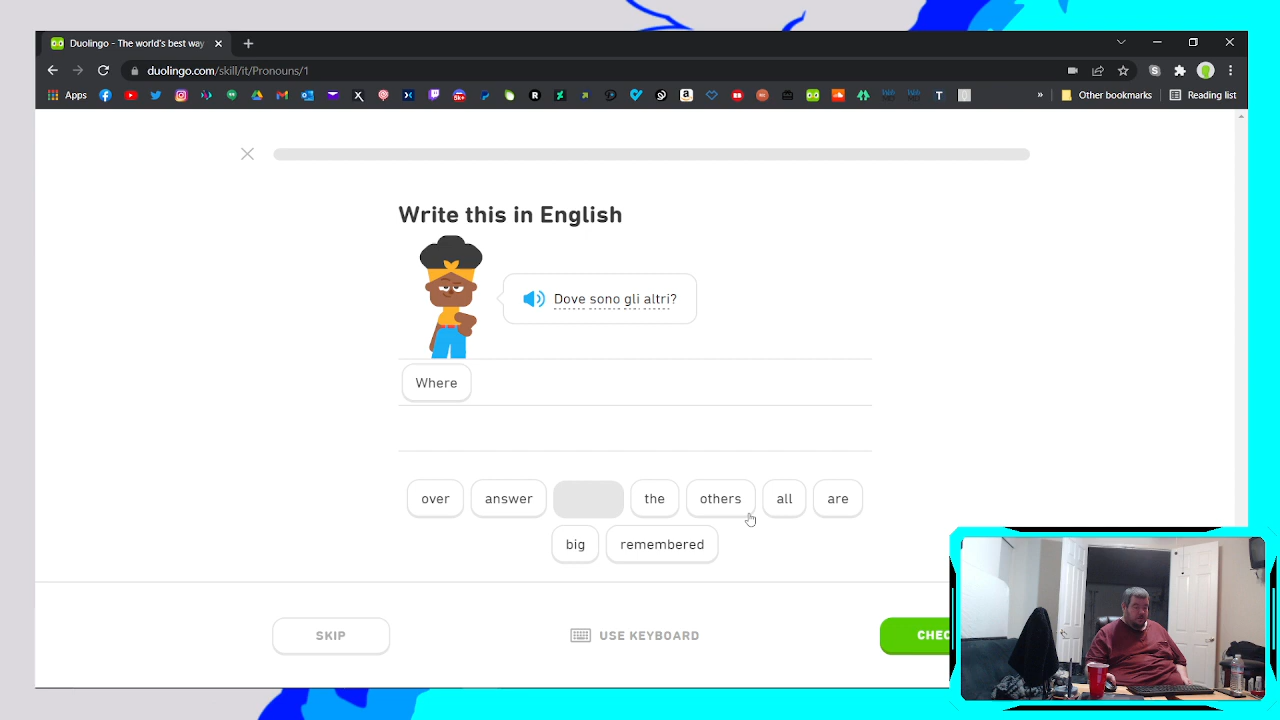 Duolingo - The world's best way
duolingo.com/skill/it/Pronouns/1
Apps
Other bookmarks
Reading list
Write this in English
Dove sono gli altri?
Where
over answer the others all are
big remembered
SKIP
USE KEYBOARD
CHEC